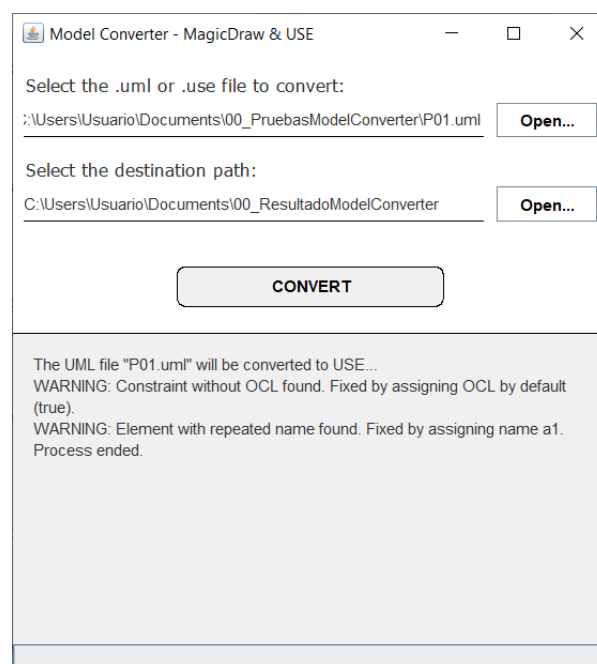 Model Converter - MagicDraw & USE
Select the .uml or .use file to convert:
:\Users\Usuario\Documents\00_PruebasModelConverter\P01.uml
Open...
Select the destination path:
C:\Users\Usuario\Documents\00_ResultadoModelConverter
Open...
CONVERT
The UML file "P01.uml" will be converted to USE...
WARNING: Constraint without OCL found. Fixed by assigning OCL by default
(true).
WARNING: Element with repeated name found. Fixed by assigning name a1.
Process ended.